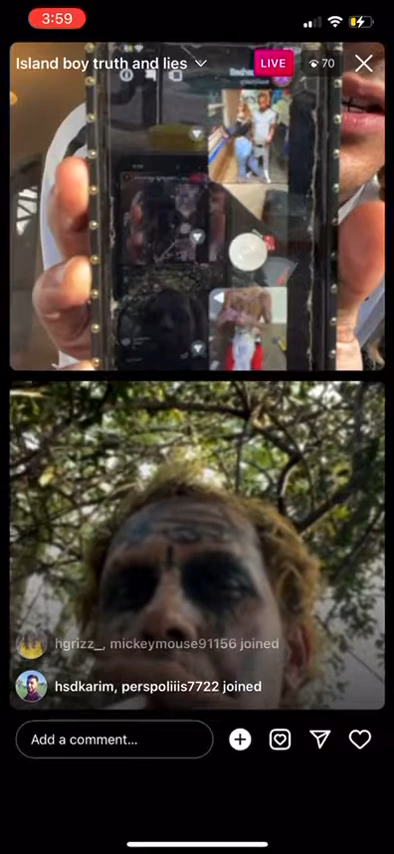 3:59
Island boy truth and lies
LIVE
70
hgrizz_, mickeymouse91156 joined
hsdkarim, perspoliiis7722 joined
Add a comment...